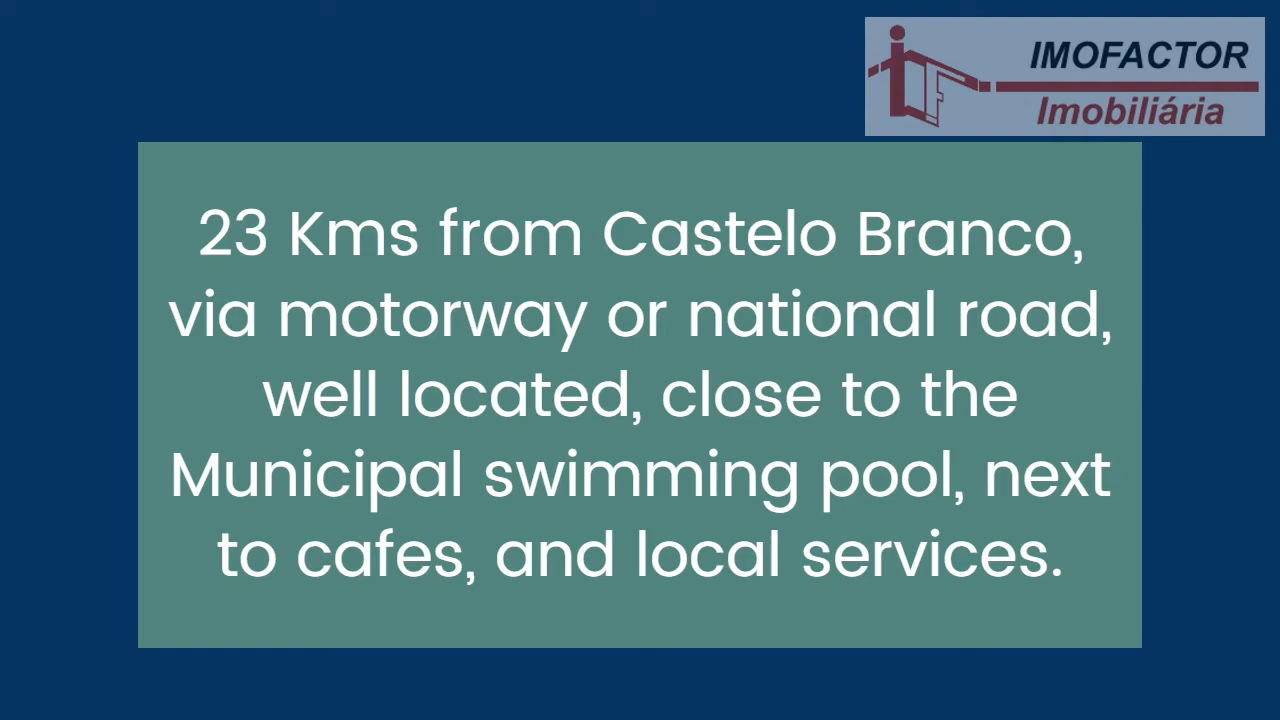 IMOFACTOR
Imobiliária
23 Kms from Castelo Branco,
via motorway or national road,
well located, close to the
Municipal swimming pool, next
to cafes, and local services.